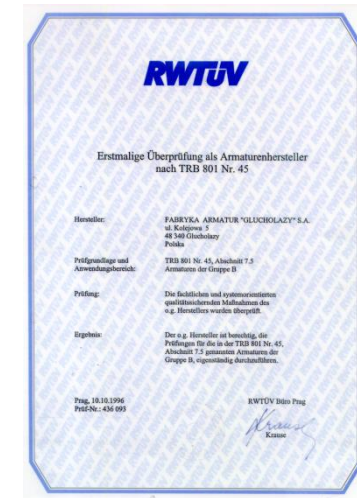 RWTÜV
Erstmalige Überprüfung als Armaturenhersteller
nach TRB 801 Nr. 45
Hersteller:
FABRYKA ARMATUR "GLUCHOLAZY" S.A.
ul. Kolejowa 5
48 340 Glucholazy
Polska
Prüfgrundlage und
Anwendungsbereich:
TRB 801 Nr. 45, Abschnitt 7.5
Armaturen der Gruppe B
Prüfung:
Die fachlichen und systemorientierten
qualitätssichernden Maßnahmen des
o.g. Herstellers wurden überprüft.
Ergebnis:
Der o.g. Hersteller ist berechtigt, die
Prüfungen für die in der TRB 801 Nr. 45,
Abschnitt 7.5 genannten Armaturen der
Gruppe B, eigenständig durchzuführen.
Prag, 10.10.1996
Prüf-Nr.: 436 093
RWTÜV Büro Prag
Krause
Krause